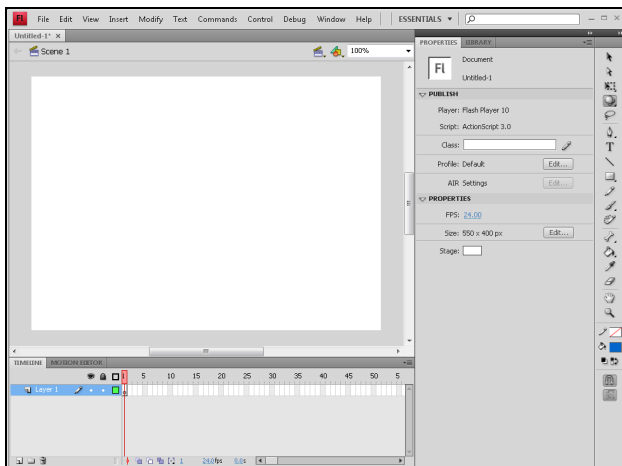 FL File Edit View Insert Modify Text Commands Control Debug Window Help ESSENTIALS
Untitled-1* ×
Scene 1 100%
PROPERTIES LIBRARY
Fl
Document
Untitled-1
PUBLISH
Player: Flash Player 10
Script: ActionScript 3.0
Class:
Profile: Default Edit...
AIR Settings Edit...
PROPERTIES
FPS: 24.00
Size: 550 x 400 px Edit...
Stage:
T
TIMELINE MOTION EDITOR
1 5 10 15 20 25 30 35 40 45 50 5
Layer 1
1 24.0fps 0.0s